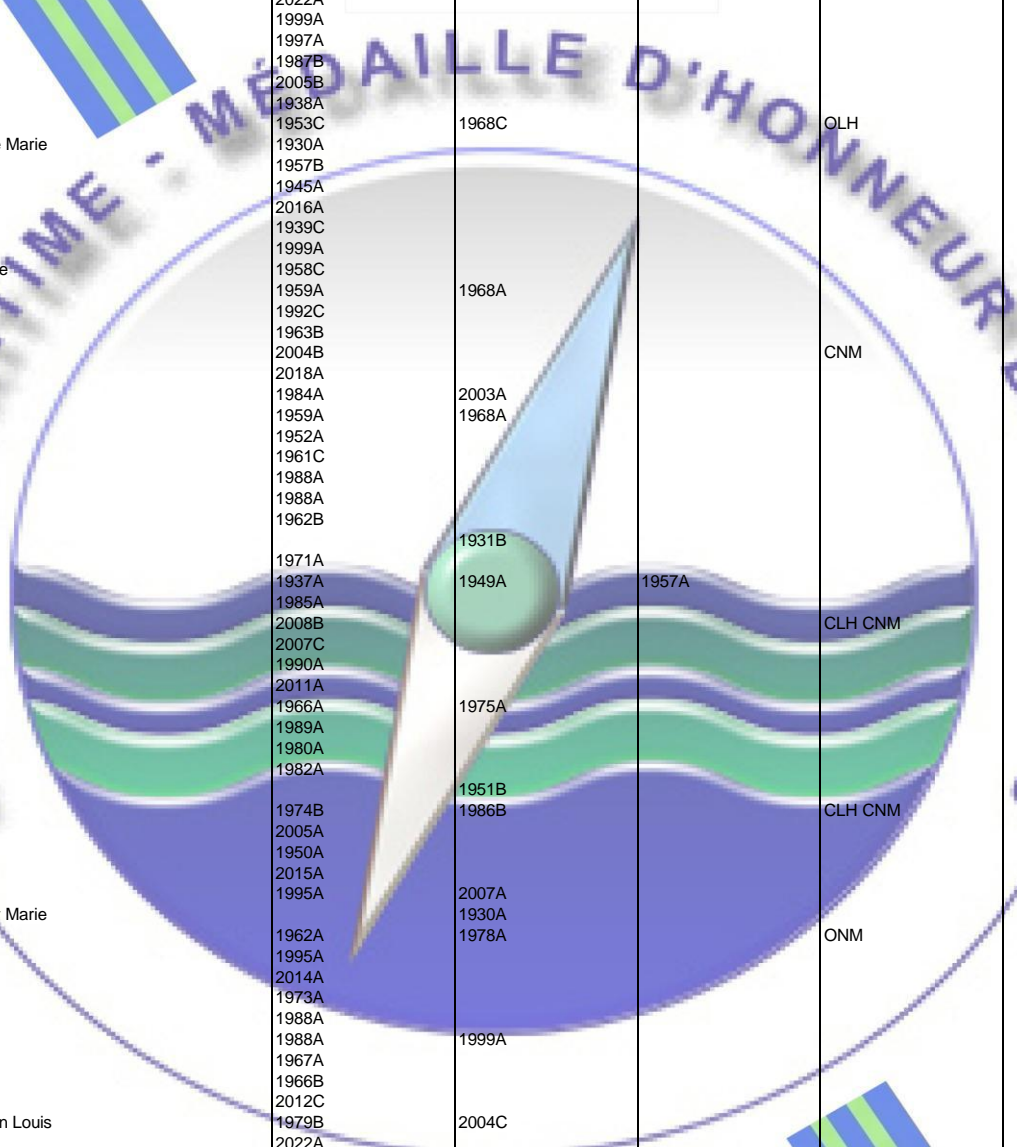 IME - MÉDAILLE D'HONNEUR
2022A
1999A
1997A
1987B
2005B
1938A
1953C 1968C OLH
Marie 1930A
1957B
1945A
2016A
1939C
1999A
1958C
1959A 1968A
1992C
1963B
2004B CNM
2018A
1984A 2003A
1959A 1968A
1952A
1961C
1988A
1988A
1962B
1931B
1971A
1937A 1949A 1957A
1985A
2008B CLH CNM
2007C
1990A
2011A
1966A 1975A
1989A
1980A
1982A
1951B
1974B 1986B CLH CNM
2005A
1950A
2015A
1995A 2007A
Marie 1930A
1962A 1978A ONM
1995A
2014A
1973A
1988A
1988A 1999A
1967A
1966B
2012C
n Louis 1979B 2004C
2022A